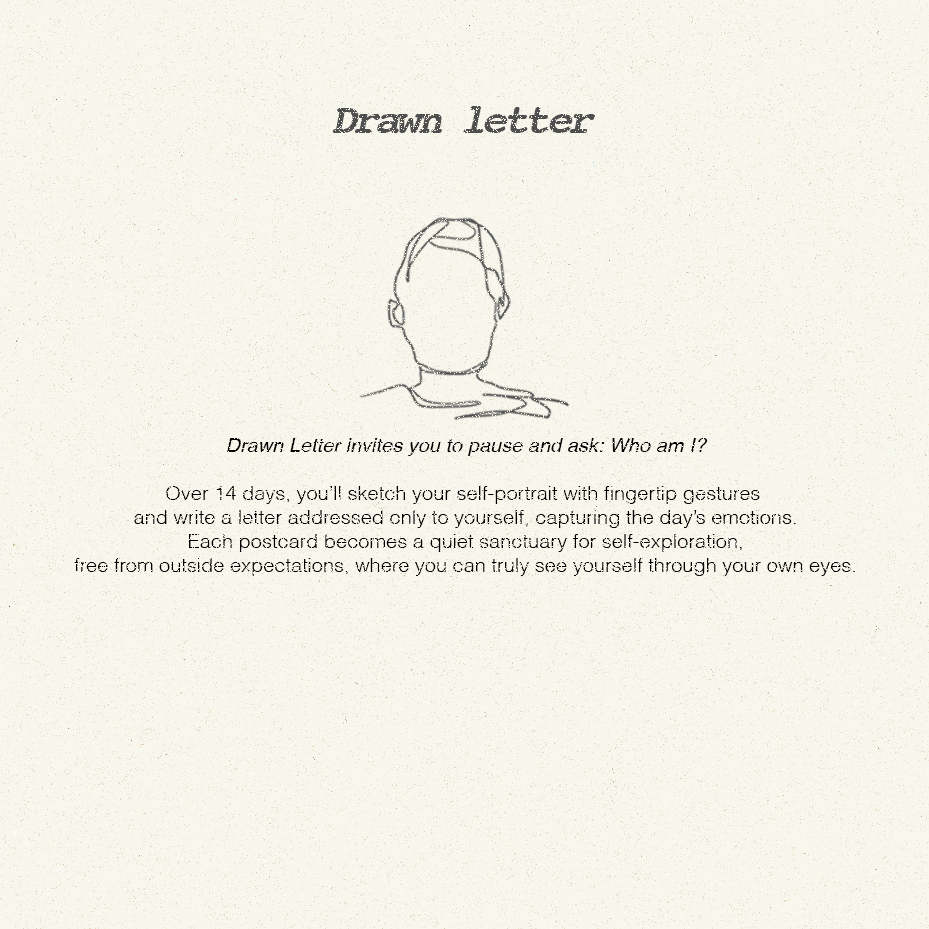 Drawn letter
Drawn Letter invites you to pause and ask: Who am I?
Over 14 days, you'll sketch your self-portrait with fingertip gestures
and write a letter addressed only to yourself, capturing the day's emotions.
Each postcard becomes a quiet sanctuary for self-exploration,
free from outside expectations, where you can truly see yourself through your own eyes.